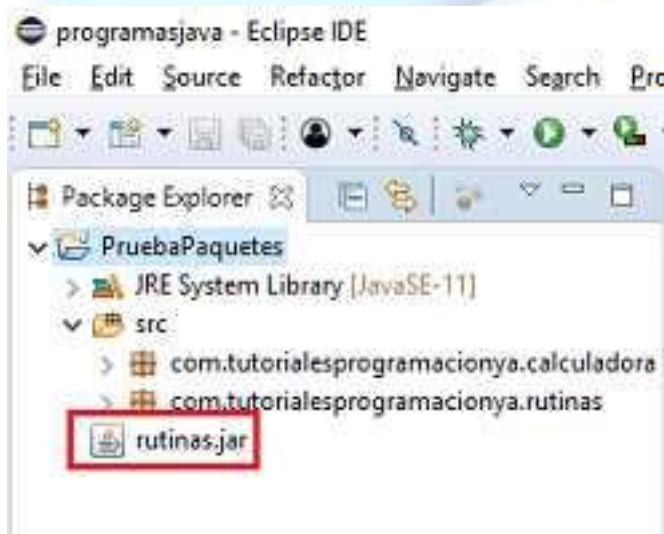 programasjava - Eclipse IDE
File Edit Source Refactor Navigate Search Pro
Package Explorer
PruebaPaquetes
JRE System Library [JavaSE-11]
src
com.tutorialesprogramacionya.calculadora
com.tutorialesprogramacionya.rutinas
rutinas.jar